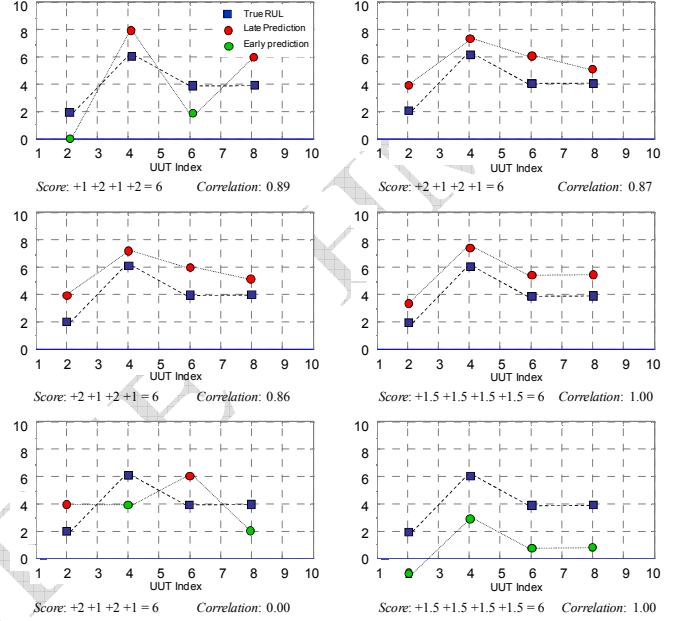 10
8
6
4
2
0
1 2 3 4 5 6 7 8 9 10
UUT Index
True RUL
Late Prediction
Early prediction
Score: +1 +2 +1 +2 = 6 Correlation: 0.89
10
8
6
4
2
0
1 2 3 4 5 6 7 8 9 10
UUT Index
Score: +2 +1 +2 +1 = 6 Correlation: 0.87
10
8
6
4
2
0
1 2 3 4 5 6 7 8 9 10
UUT Index
Score: +2 +1 +2 +1 = 6 Correlation: 0.86
10
8
6
4
2
0
1 2 3 4 5 6 7 8 9 10
UUT Index
Score: +1.5 +1.5 +1.5 +1.5 = 6 Correlation: 1.00
10
8
6
4
2
0
1 2 3 4 5 6 7 8 9 10
UUT Index
Score: +2 +1 +2 +1 = 6 Correlation: 0.00
10
8
6
4
2
0
1 2 3 4 5 6 7 8 9 10
UUT Index
Score: +1.5 +1.5 +1.5 +1.5 = 6 Correlation: 1.00